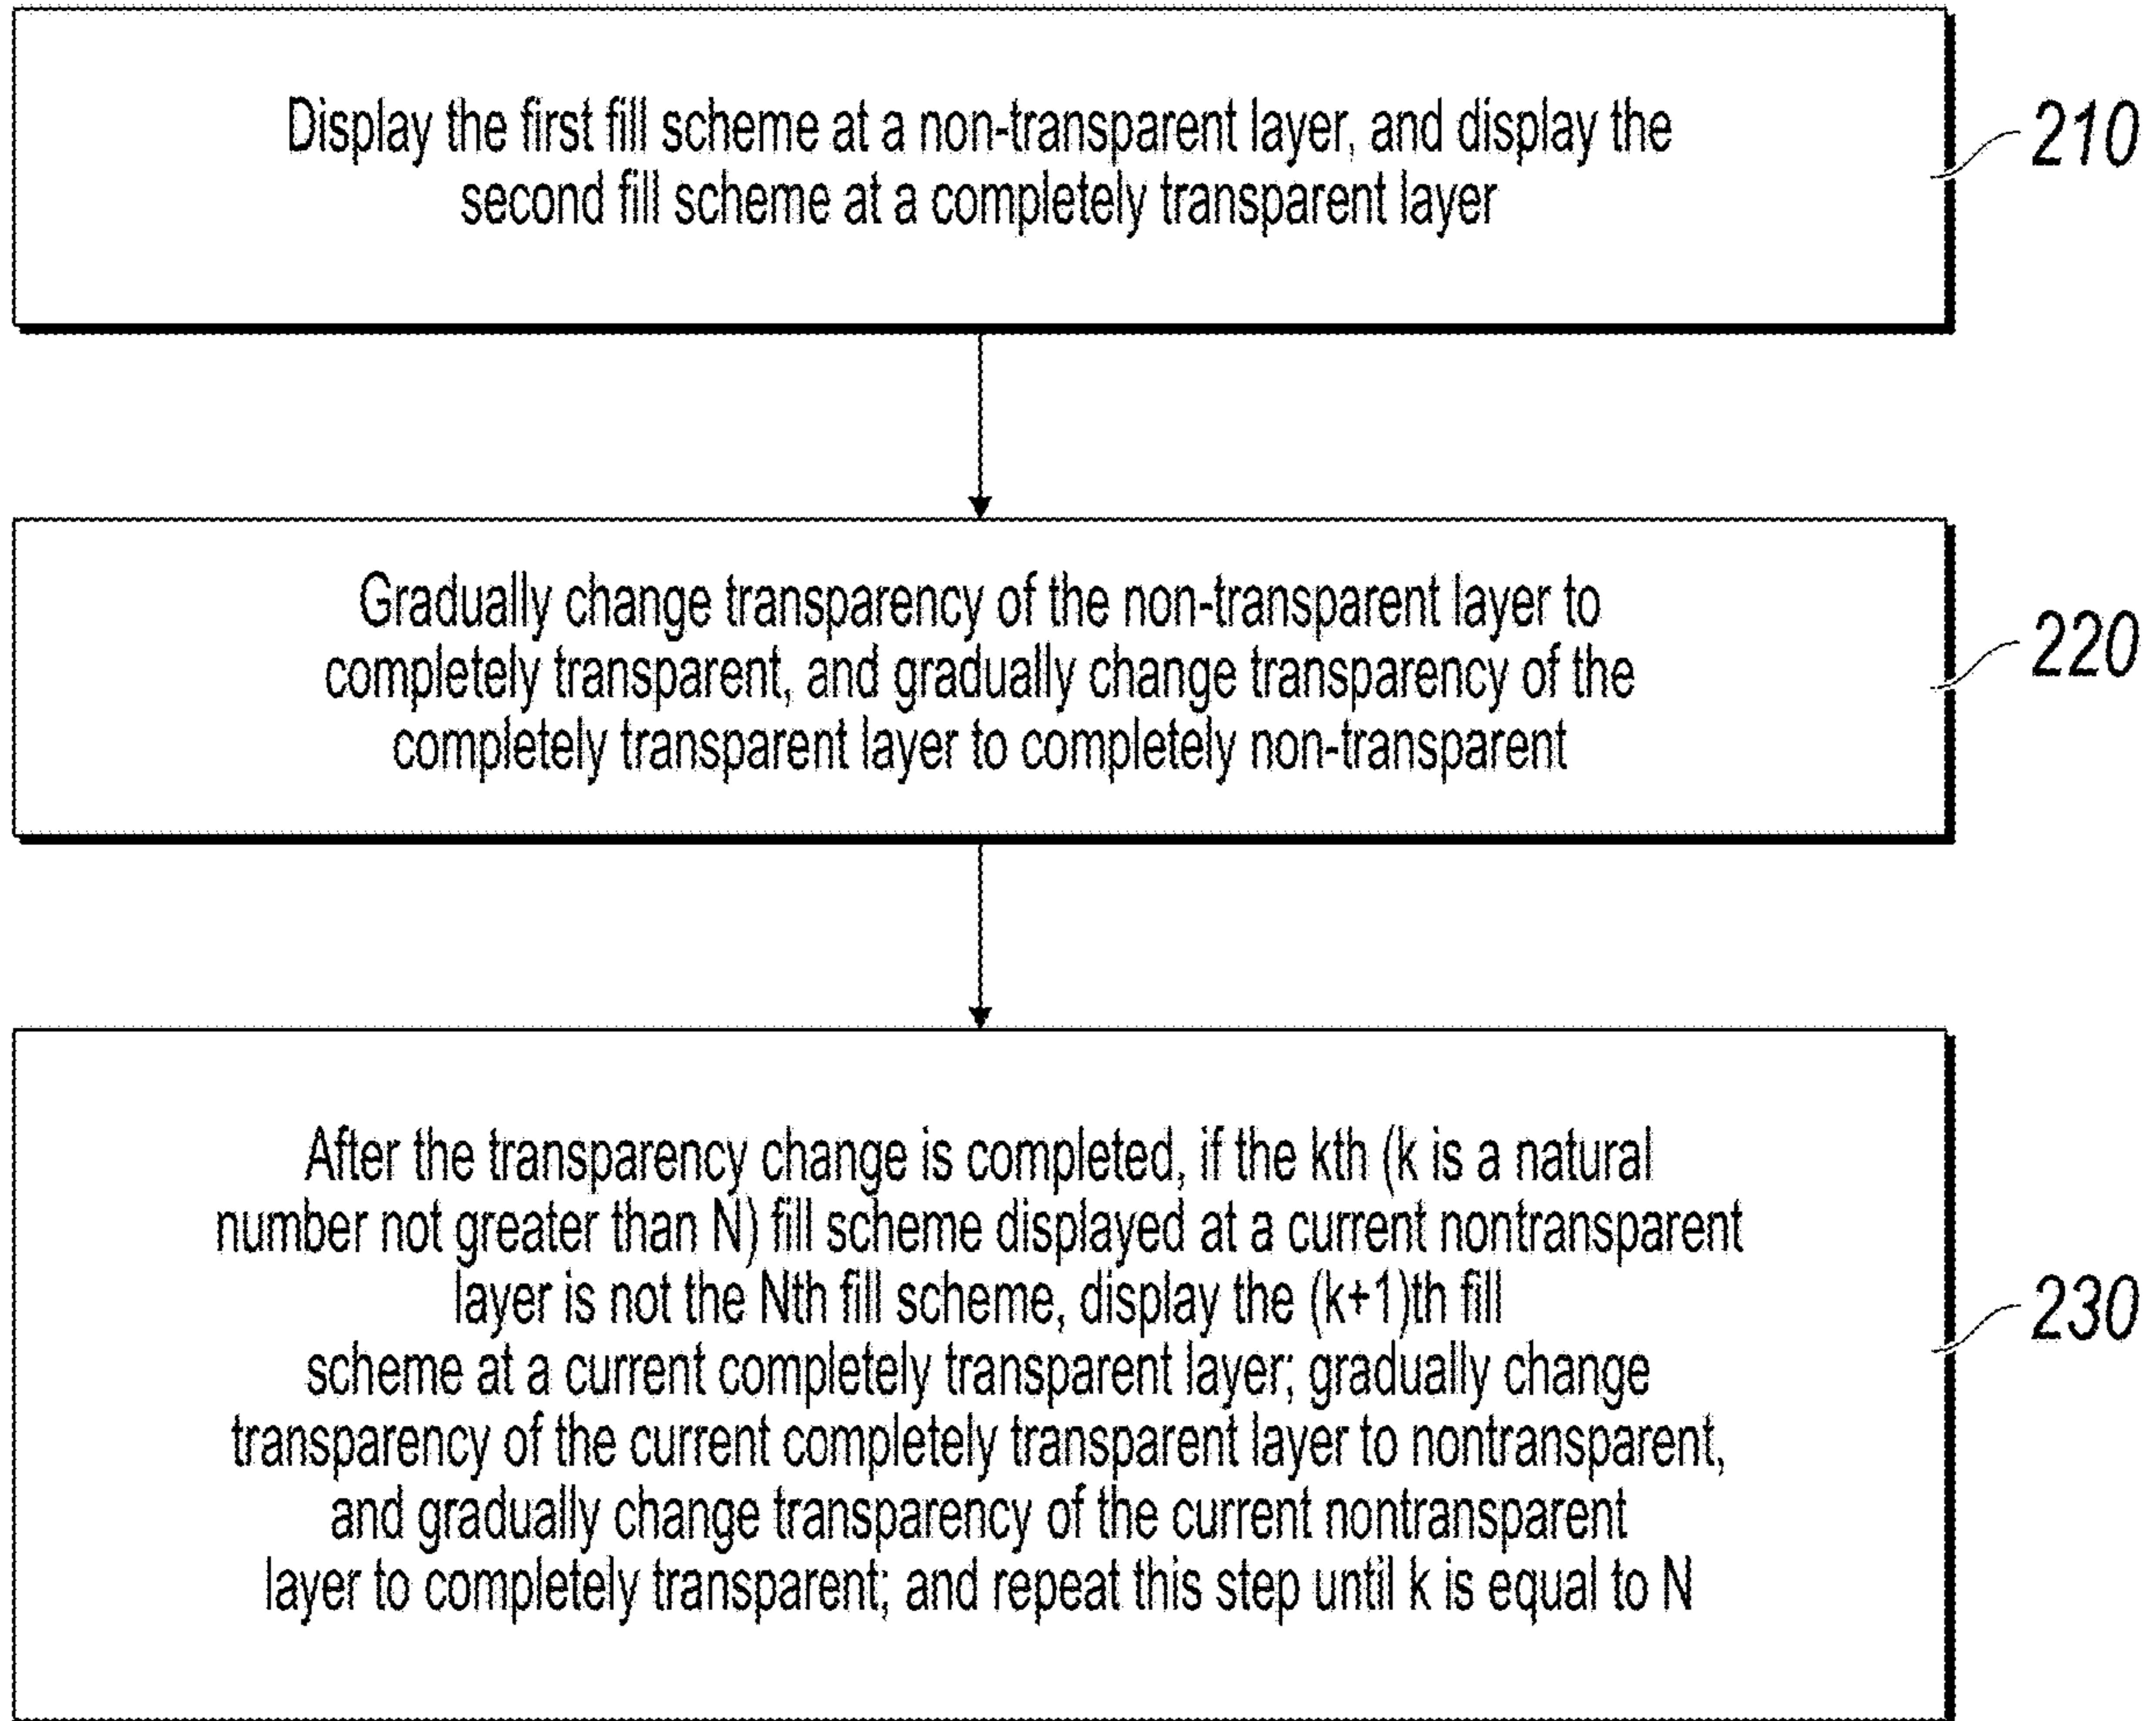 Display the first fill scheme at a non-transparent layer, and display the
second fill scheme at a completely transparent layer
210
Gradually change transparency of the non-transparent layer to
completely transparent, and gradually change transparency of the
completely transparent layer to completely non-transparent
220
After the transparency change is completed, if the kth (k is a natural
number not greater than N) fill scheme displayed at a current nontransparent
layer is not the Nth fill scheme, display the (k+1)th fill
scheme at a current completely transparent layer; gradually change
transparency of the current completely transparent layer to nontransparent,
and gradually change transparency of the current nontransparent
layer to completely transparent; and repeat this step until k is equal to N
230